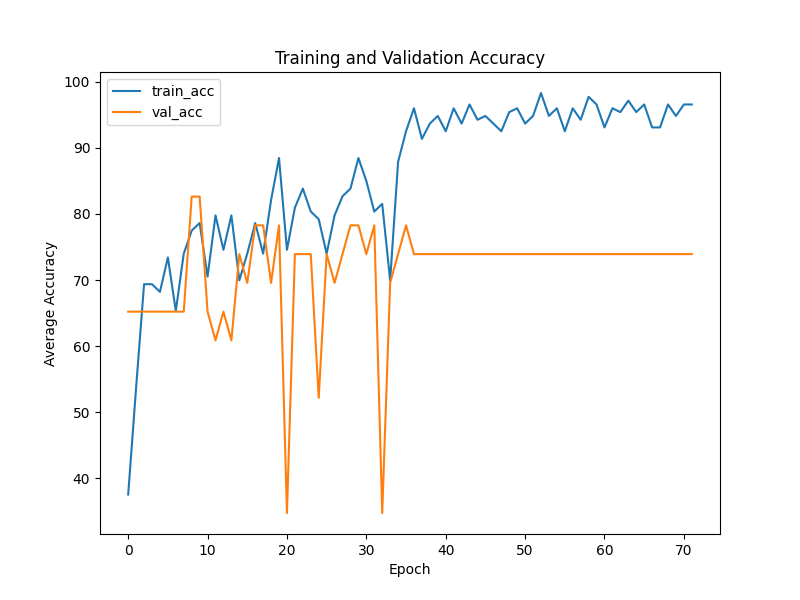 Training and Validation Accuracy
train_acc
val_acc
Average Accuracy
100
90
80
70
60
50
40
0 10 20 30 40 50 60 70
Epoch